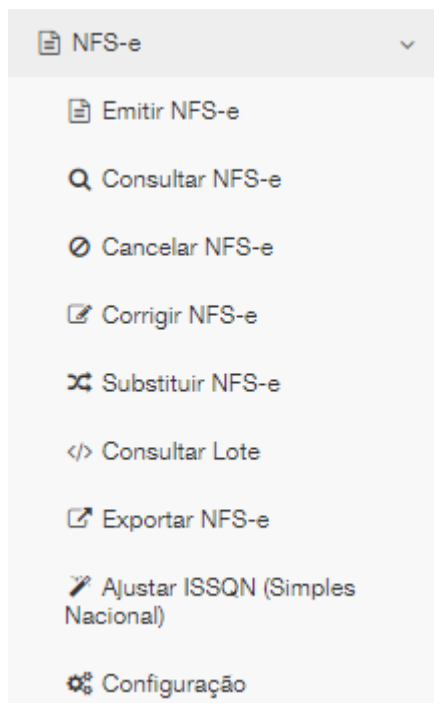 NFS-e
Emitir NFS-e
Consultar NFS-e
Cancelar NFS-e
Corrigir NFS-e
Substituir NFS-e
Consultar Lote
Exportar NFS-e
Ajustar ISSQN (Simples
Nacional)
Configuração